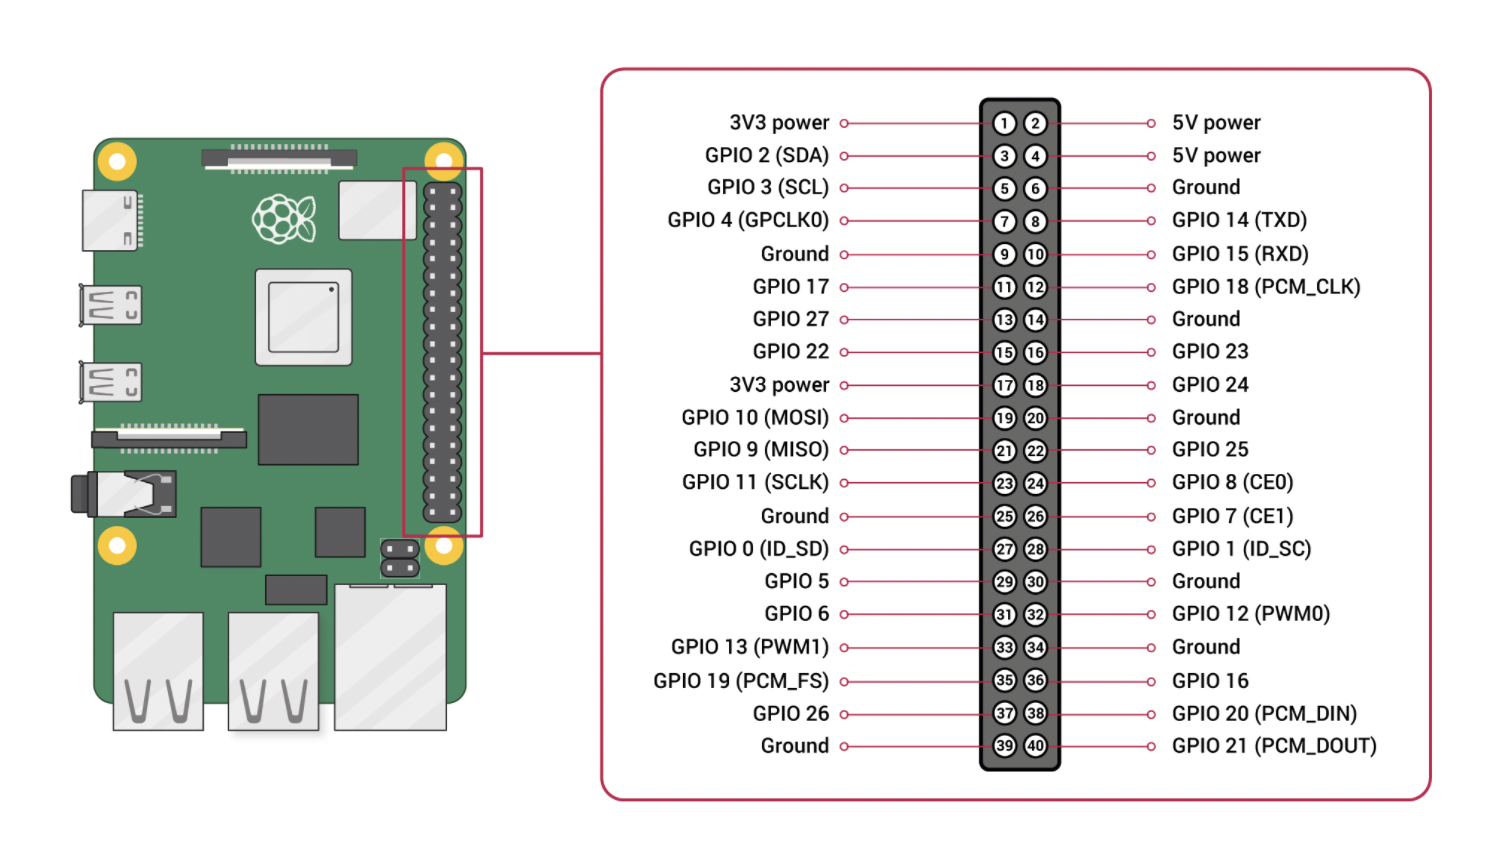 3V3 power 1 2 5V power
GPIO 2 (SDA) 3 4 5V power
GPIO 3 (SCL) 5 6 Ground
GPIO 4 (GPCLK0) 7 8 GPIO 14 (TXD)
Ground 9 10 GPIO 15 (RXD)
GPIO 17 11 12 GPIO 18 (PCM_CLK)
GPIO 27 13 14 Ground
GPIO 22 15 16 GPIO 23
3V3 power 17 18 GPIO 24
GPIO 10 (MOSI) 19 20 Ground
GPIO 9 (MISO) 21 22 GPIO 25
GPIO 11 (SCLK) 23 24 GPIO 8 (CE0)
Ground 25 26 GPIO 7 (CE1)
GPIO 0 (ID_SD) 27 28 GPIO 1 (ID_SC)
GPIO 5 29 30 Ground
GPIO 6 31 32 GPIO 12 (PWM0)
GPIO 13 (PWM1) 33 34 Ground
GPIO 19 (PCM_FS) 35 36 GPIO 16
GPIO 26 37 38 GPIO 20 (PCM_DIN)
Ground 39 40 GPIO 21 (PCM_DOUT)